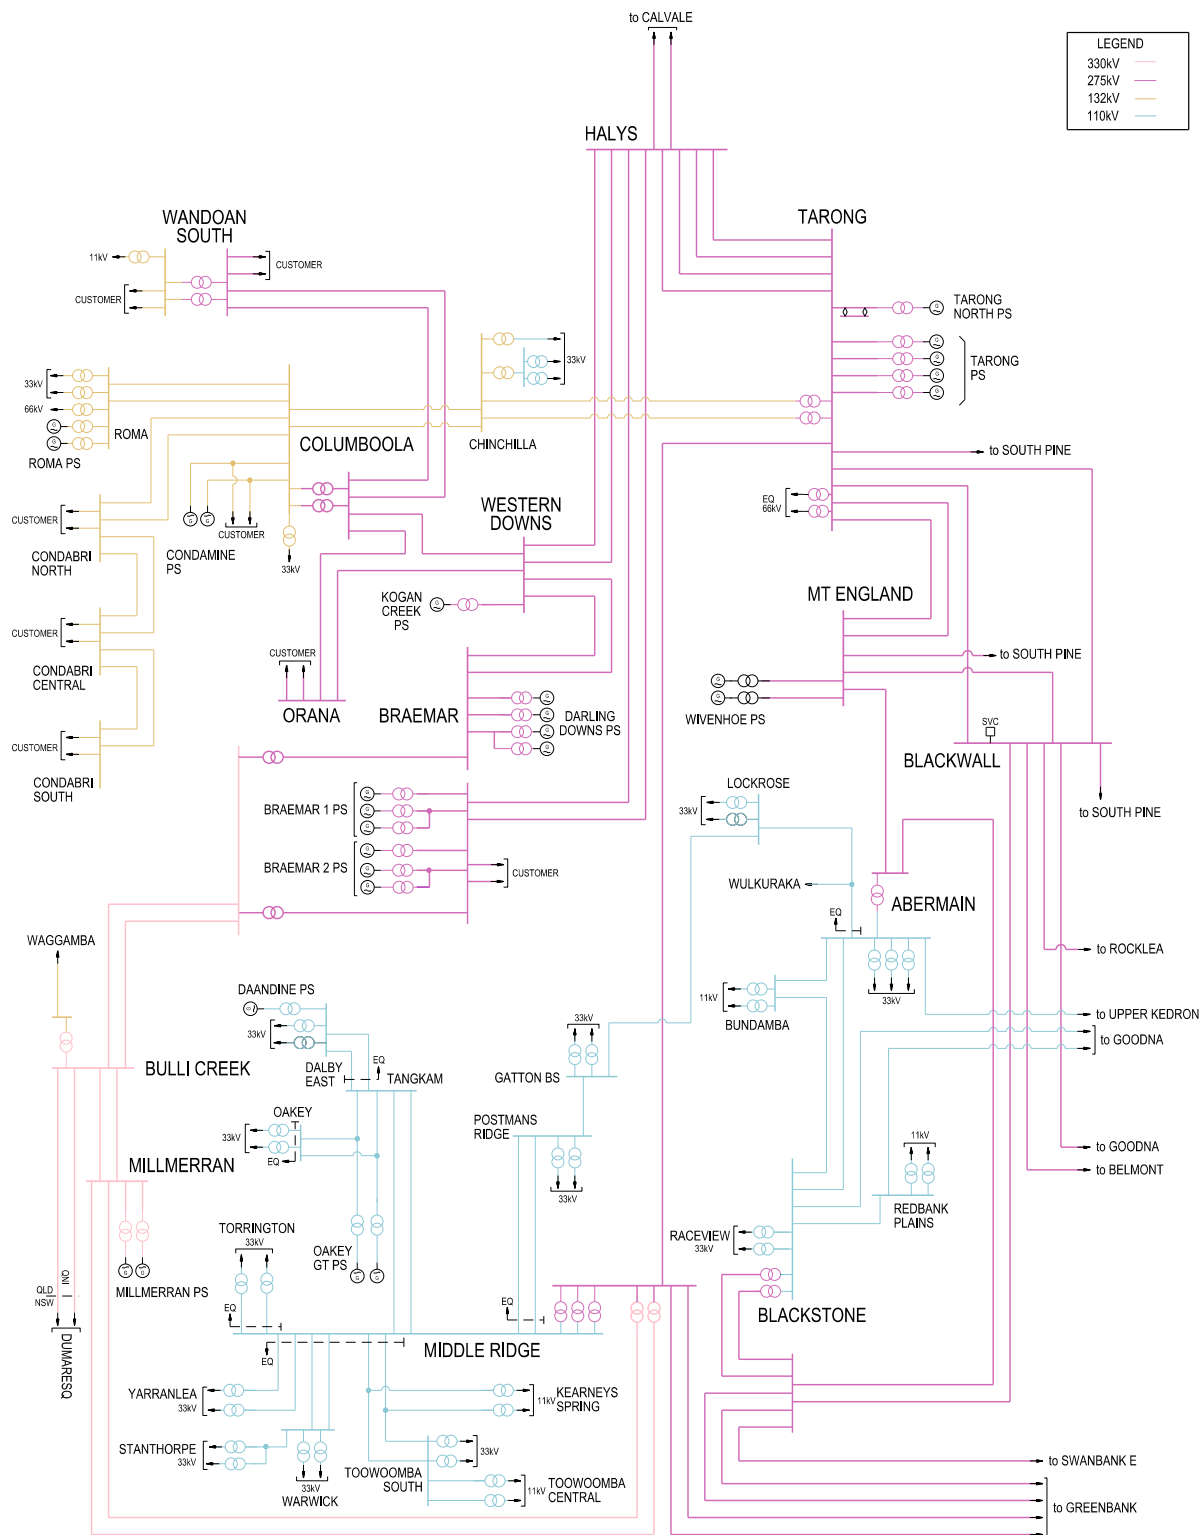 to CALVALE
LEGEND
330kV
275kV
132kV
110kV
HALYS
WANDOAN
SOUTH
TARONG
11kV
CUSTOMER
CUSTOMER
TARONG
NORTH PS
33kV
TARONG
PS
33kV
66kV
ROMA
ROMA PS
COLUMBOOLA
CHINCHILLA
to SOUTH PINE
WESTERN
DOWNS
EQ
66kV
CUSTOMER
CUSTOMER
CONDABRI
NORTH
CONDAMINE
PS
33kV
MT ENGLAND
KOGAN
CREEK
PS
CUSTOMER
CUSTOMER
to SOUTH PINE
CONDABRI
CENTRAL
ORANA
BRAEMAR
DARLING
DOWNS PS
WIVENHOE PS
SVC
BLACKWALL
CUSTOMER
CONDABRI
SOUTH
LOCKROSE
BRAEMAR 1 PS
33kV
to SOUTH PINE
BRAEMAR 2 PS
CUSTOMER
WULKURAKA
ABERMAIN
EQ
WAGGAMBA
to ROCKLEA
DAANDINE PS
11kV
33kV
BUNDAMBA
to UPPER KEDRON
33kV
33kV
to GOODNA
DALBY
EAST
EQ
BULLI CREEK
TANGKAM
GATTON BS
OAKEY
POSTMANS
RIDGE
33kV
EQ
11kV
to GOODNA
MILLMERRAN
to BELMONT
33kV
REDBANK
PLAINS
TORRINGTON
33kV
OAKEY
GT PS
RACEVIEW
33kV
QNI
QLD
NSW
MILLMERRAN PS
EQ
EQ
BLACKSTONE
DUMARESQ
EQ
MIDDLE RIDGE
YARRANLEA
33kV
11kV
KEARNEYS
SPRING
STANTHORPE
33kV
33kV
to SWANBANK E
33kV
WARWICK
TOOWOOMBA
SOUTH
11kV
TOOWOOMBA
CENTRAL
to GREENBANK